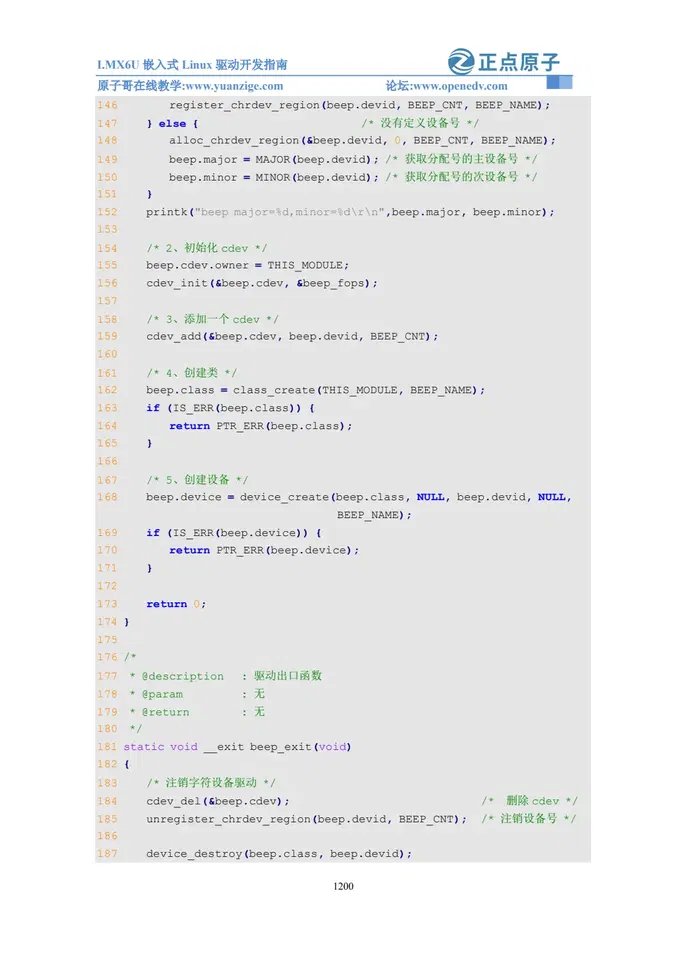 I.MX6U 嵌入式 Linux 驱动开发指南
正点原子
原子哥在线教学:www.yuanzige.com 论坛:www.openedv.com
146 register_chrdev_region(beep.devid, BEEP_CNT, BEEP_NAME);
147 } else { /* 没有定义设备号 */
148 alloc_chrdev_region(&beep.devid, 0, BEEP_CNT, BEEP_NAME);
149 beep.major = MAJOR(beep.devid); /* 获取分配号的主设备号 */
150 beep.minor = MINOR(beep.devid); /* 获取分配号的次设备号 */
151 }
152 printk("beep major=%d,minor=%d\r\n",beep.major, beep.minor);
153
154 /* 2、初始化 cdev */
155 beep.cdev.owner = THIS_MODULE;
156 cdev_init(&beep.cdev, &beep_fops);
157
158 /* 3、添加一个 cdev */
159 cdev_add(&beep.cdev, beep.devid, BEEP_CNT);
160
161 /* 4、创建类 */
162 beep.class = class_create(THIS_MODULE, BEEP_NAME);
163 if (IS_ERR(beep.class)) {
164 return PTR_ERR(beep.class);
165 }
166
167 /* 5、创建设备 */
168 beep.device = device_create(beep.class, NULL, beep.devid, NULL,
BEEP_NAME);
169 if (IS_ERR(beep.device)) {
170 return PTR_ERR(beep.device);
171 }
172
173 return 0;
174 }
175
176 /*
177 * @description : 驱动出口函数
178 * @param : 无
179 * @return : 无
180 */
181 static void __exit beep_exit(void)
182 {
183 /* 注销字符设备驱动 */
184 cdev_del(&beep.cdev); /* 删除 cdev */
185 unregister_chrdev_region(beep.devid, BEEP_CNT); /* 注销设备号 */
186
187 device_destroy(beep.class, beep.devid);
1200